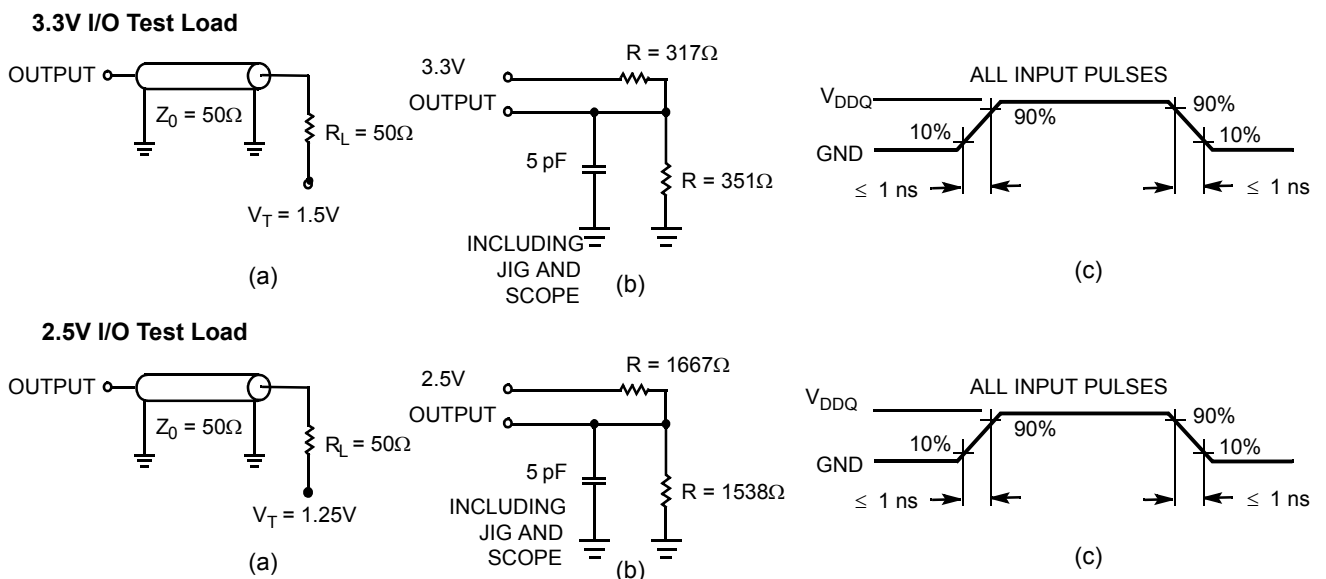 3.3V I/O Test Load
OUTPUT
Z0 = 50Ω
RL = 50Ω
VT = 1.5V
(a)
3.3V
OUTPUT
R = 317Ω
5 pF
R = 351Ω
INCLUDING
JIG AND
SCOPE
(b)
ALL INPUT PULSES
VDDQ
GND
10%
90%
90%
10%
≤ 1 ns
≤ 1 ns
(c)
2.5V I/O Test Load
OUTPUT
Z0 = 50Ω
RL = 50Ω
VT = 1.25V
(a)
2.5V
OUTPUT
R = 1667Ω
5 pF
R = 1538Ω
INCLUDING
JIG AND
SCOPE
(b)
ALL INPUT PULSES
VDDQ
GND
10%
90%
90%
10%
≤ 1 ns
≤ 1 ns
(c)